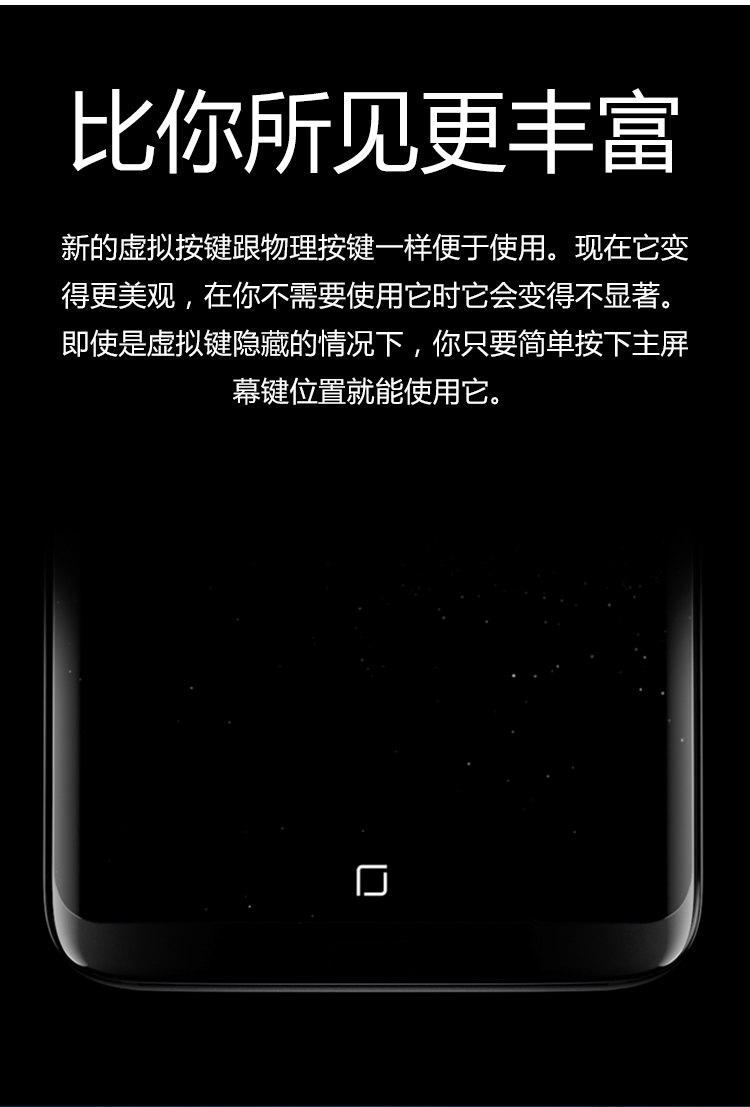 比你所见更丰富
新的虚拟按键跟物理按键一样便于使用。现在它变
得更美观，在你不需要使用它时它会变得不显著。
即使是虚拟键隐藏的情况下，你只要简单按下主屏
幕键位置就能使用它。